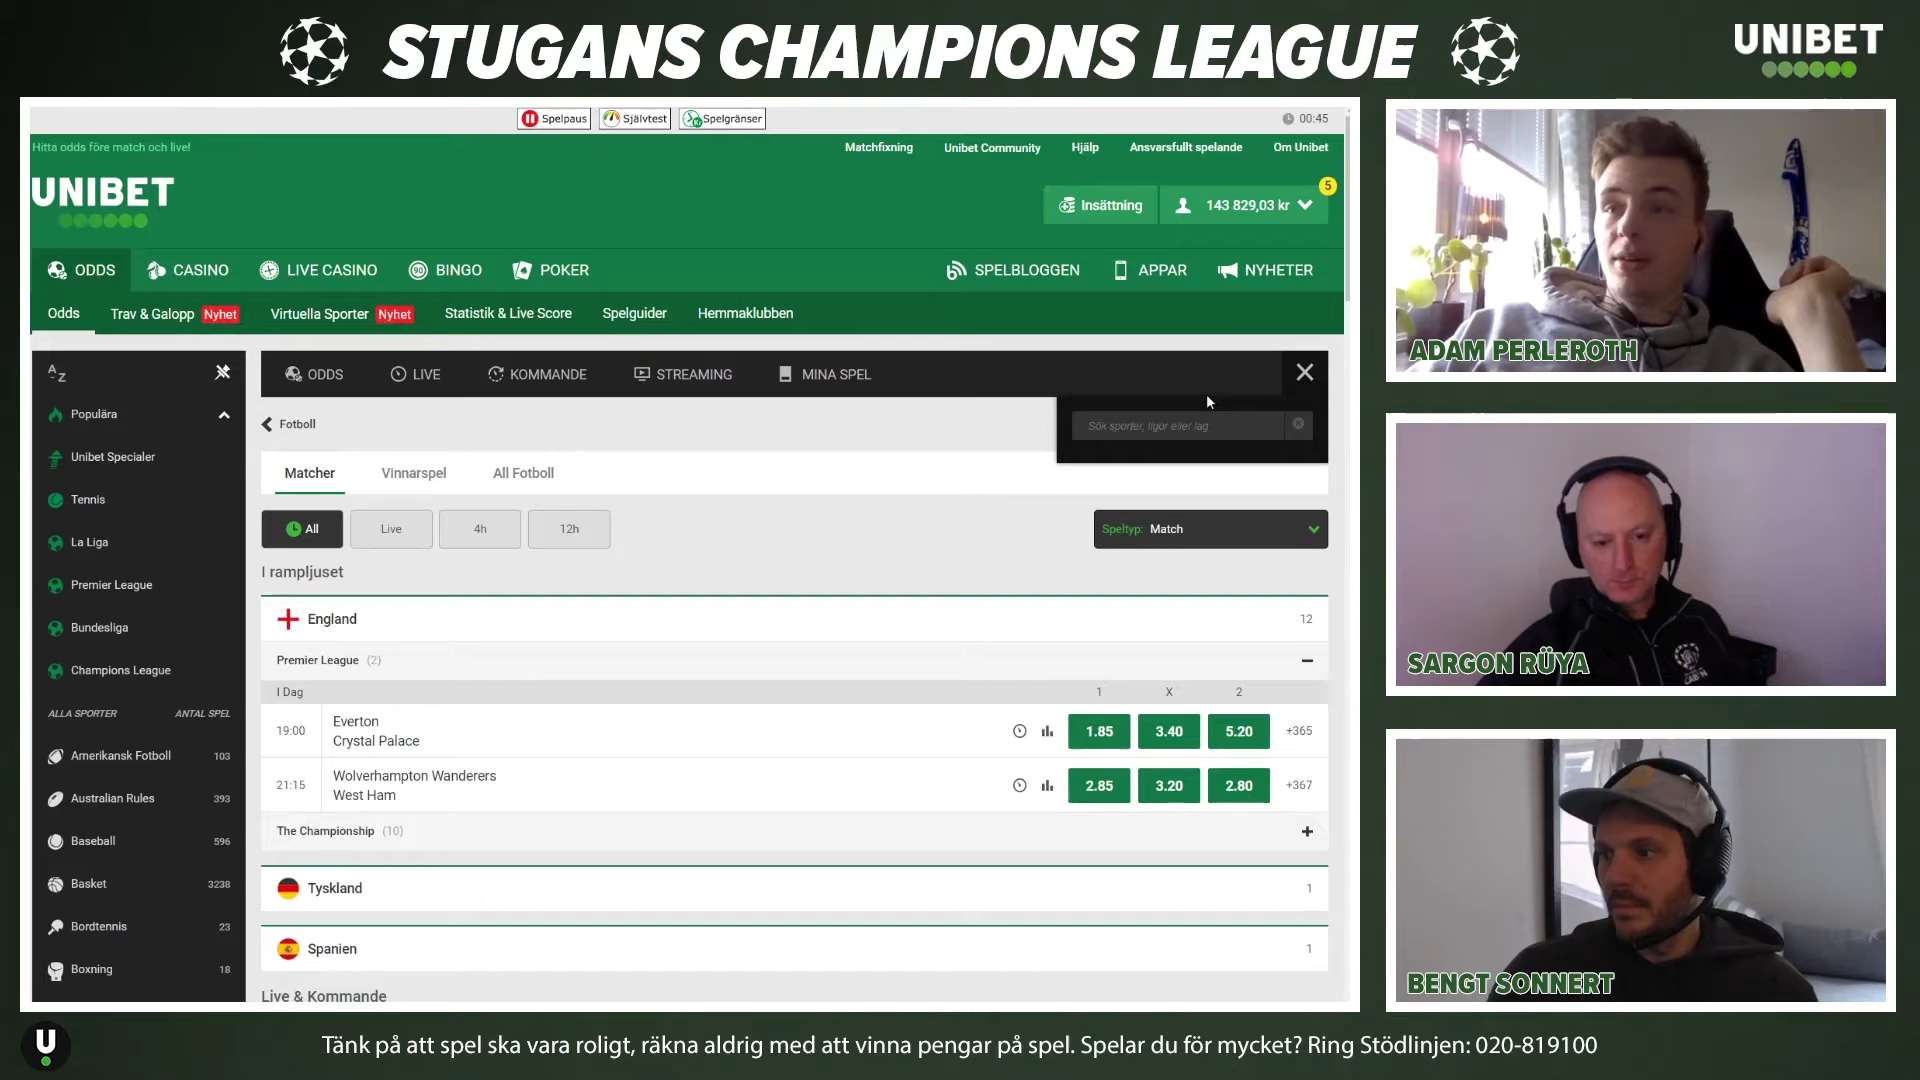 STUGANS CHAMPIONS LEAGUE
UNIBET
Spelpaus
Självtest
Spelgränser
00:45
Hitta odds före match och live!
Matchfixning
Unibet Community
Hjälp
Ansvarsfullt spelande
Om Unibet
UNIBET
Insättning
143 829,03 kr
5
ODDS
CASINO
LIVE CASINO
BINGO
POKER
SPELBLOGGEN
APPAR
NYHETER
Odds
Trav & Galopp Nyhet
Virtuella Sporter Nyhet
Statistik & Live Score
Spelguider
Hemmaklubben
A-Z
Populära
Unibet Specialer
Tennis
La Liga
Premier League
Bundesliga
Champions League
ALLA SPORTER ANTAL SPEL
Amerikansk Fotboll 103
Australian Rules 393
Baseball 596
Basket 3238
Bordtennis 23
Boxning 18
ODDS
LIVE
KOMMANDE
STREAMING
MINA SPEL
Fotboll
Sök sporter, ligor eller lag
Matcher
Vinnarspel
All Fotboll
All
Live
4h
12h
Speltyp: Match
I rampljuset
England 12
Premier League (2)
I Dag 1 X 2
19:00 Everton
Crystal Palace
1.85 3.40 5.20 +365
21:15 Wolverhampton Wanderers
West Ham
2.85 3.20 2.80 +367
The Championship (10)
Tyskland 1
Spanien 1
Live & Kommande
ADAM PERLEROTH
SARGON RÜYA
BENGT SONNERT
U
Tänk på att spel ska vara roligt, räkna aldrig med att vinna pengar på spel. Spelar du för mycket? Ring Stödlinjen: 020-819100